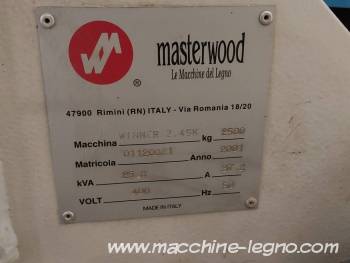 masterwood
Le Macchine del Legno
®
47900 Rimini (RN) ITALY - Via Romania 18/20
Macchina WINNER 2.45K kg 2500
Matricola 01120021 Anno 2001
kVA A
VOLT 400 Hz 50
MADE IN ITALY
www.macchine-legno.com